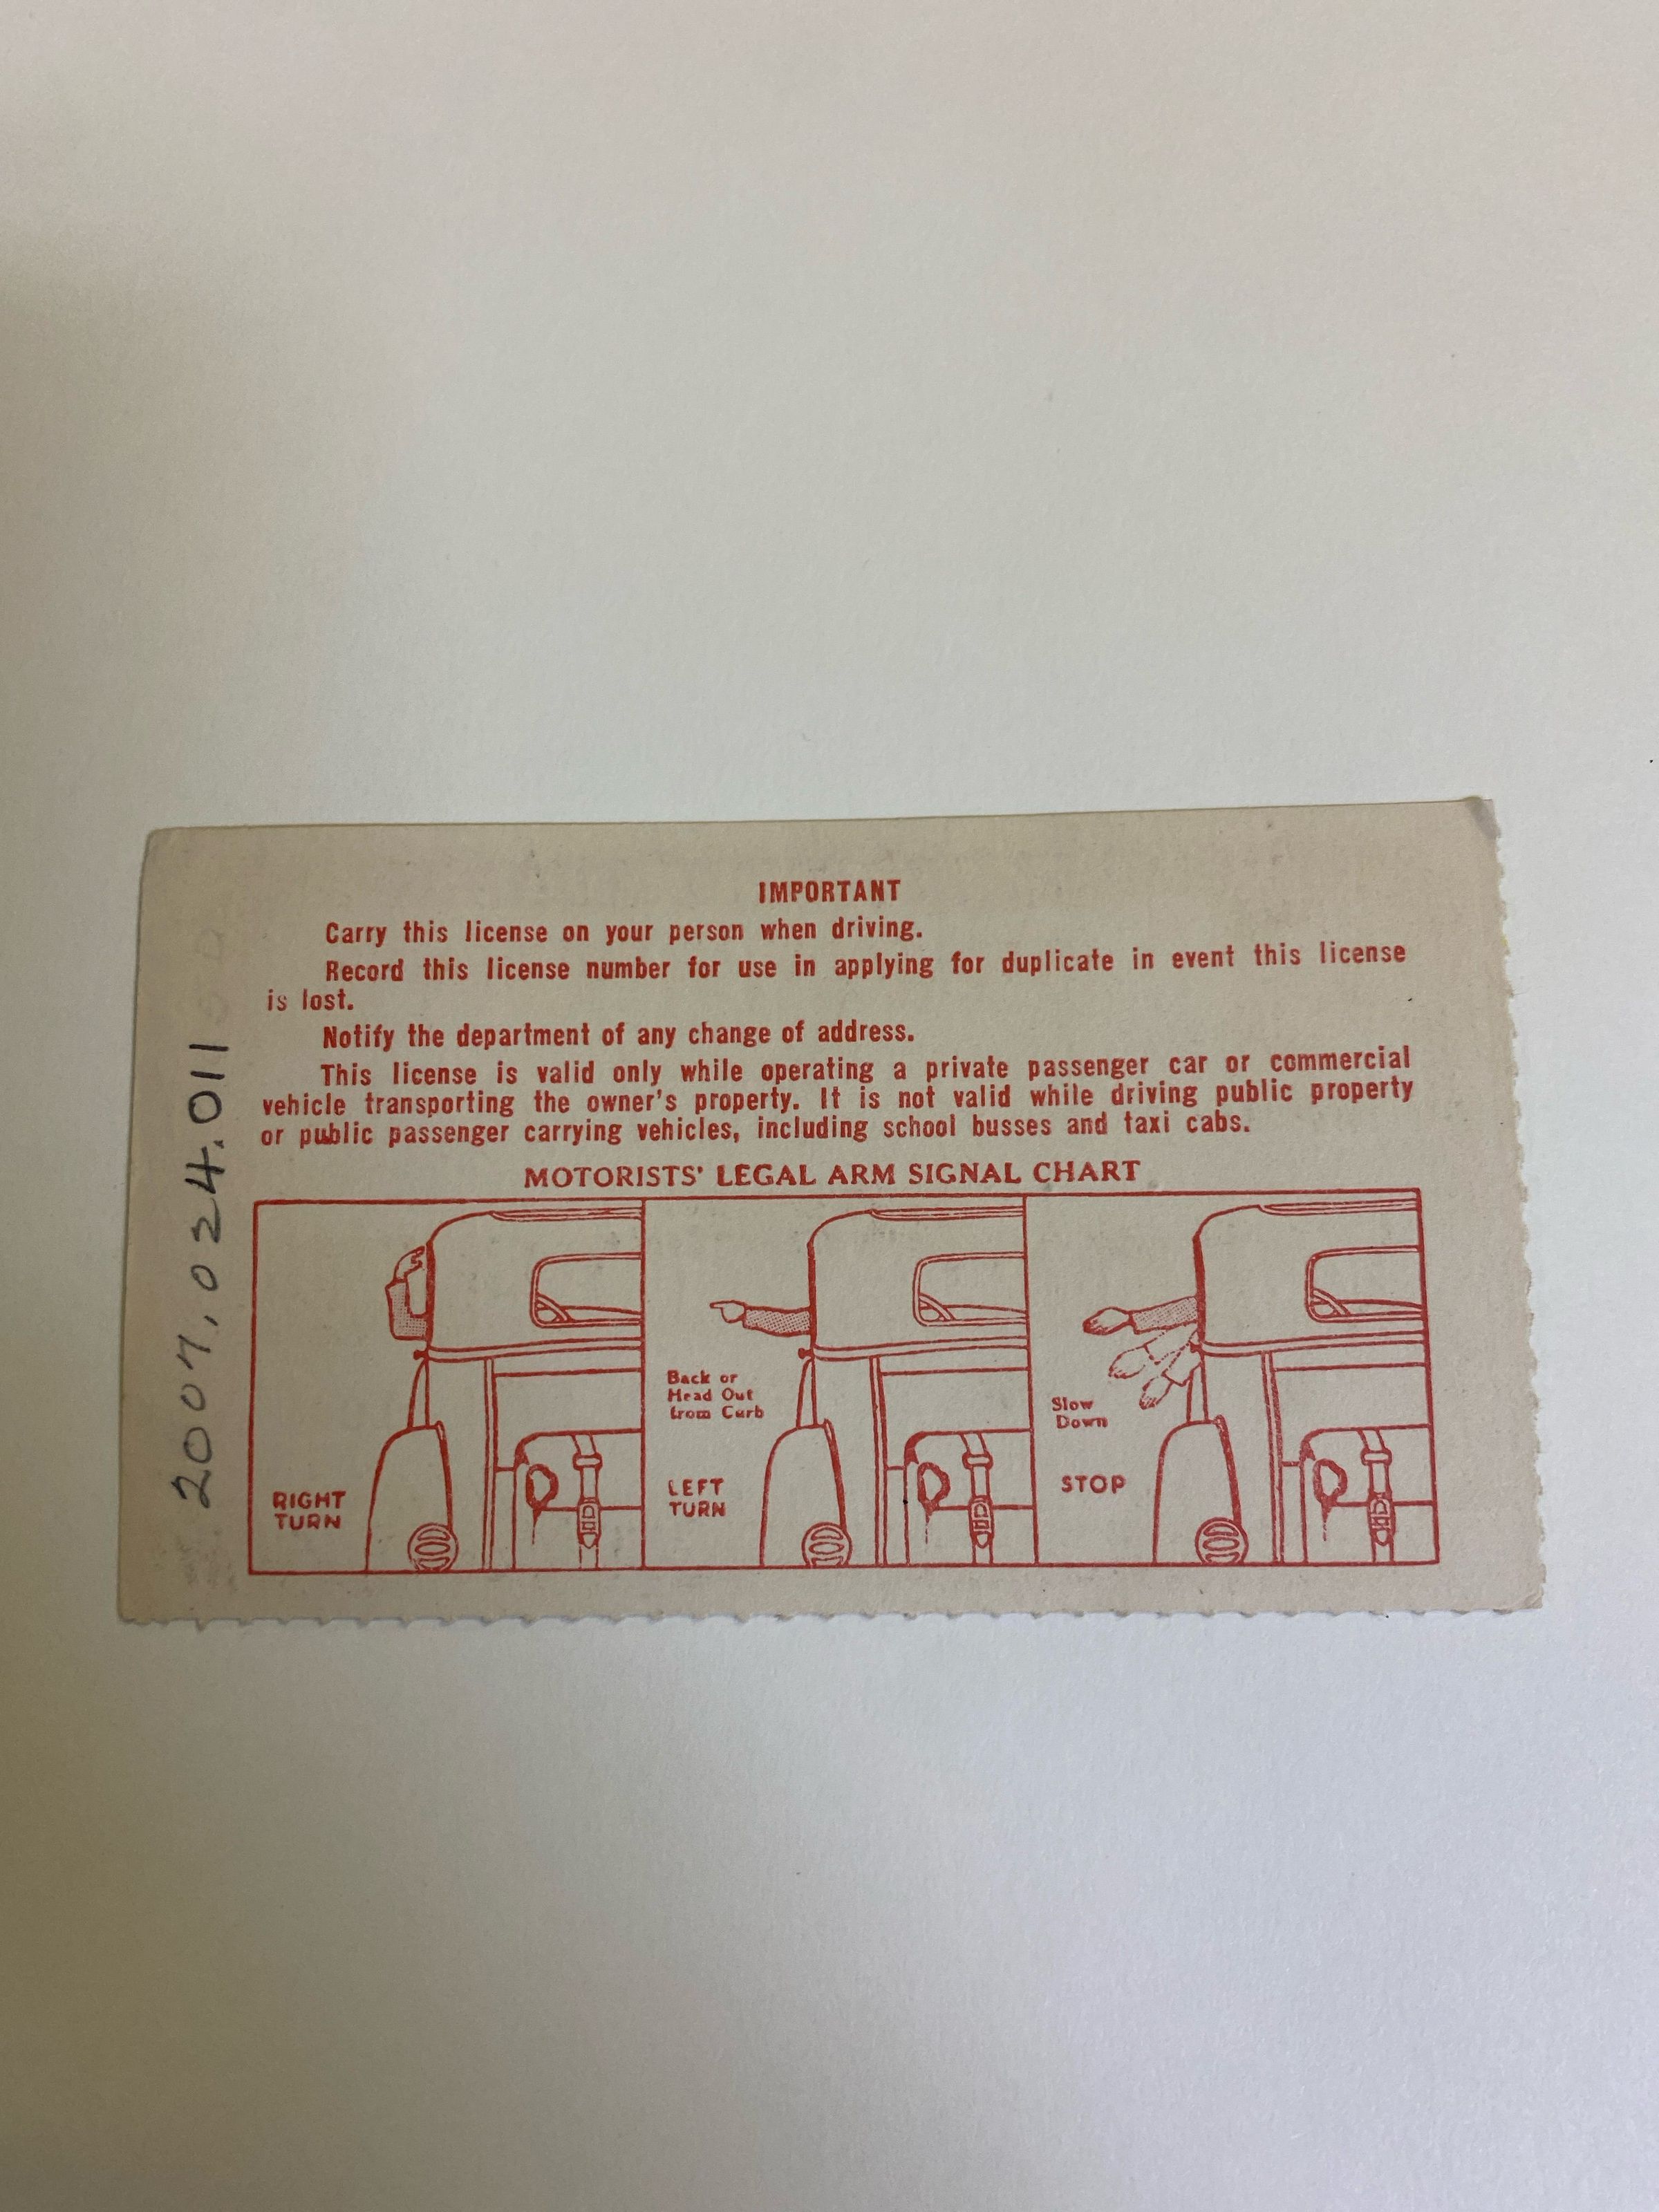 IMPORTANT
Carry this license on your person when driving.
Record this license number for use in applying for duplicate in event this license
is lost.
Notify the department of any change of address.
This license is valid only while operating a private passenger car or commercial
vehicle transporting the owner's property. It is not valid while driving public property
or public passenger carrying vehicles, including school busses and taxi cabs.
MOTORISTS' LEGAL ARM SIGNAL CHART
RIGHT
TURN
Back or
Head Out
from Curb
LEFT
TURN
Slow
Down
STOP
2007.024.011